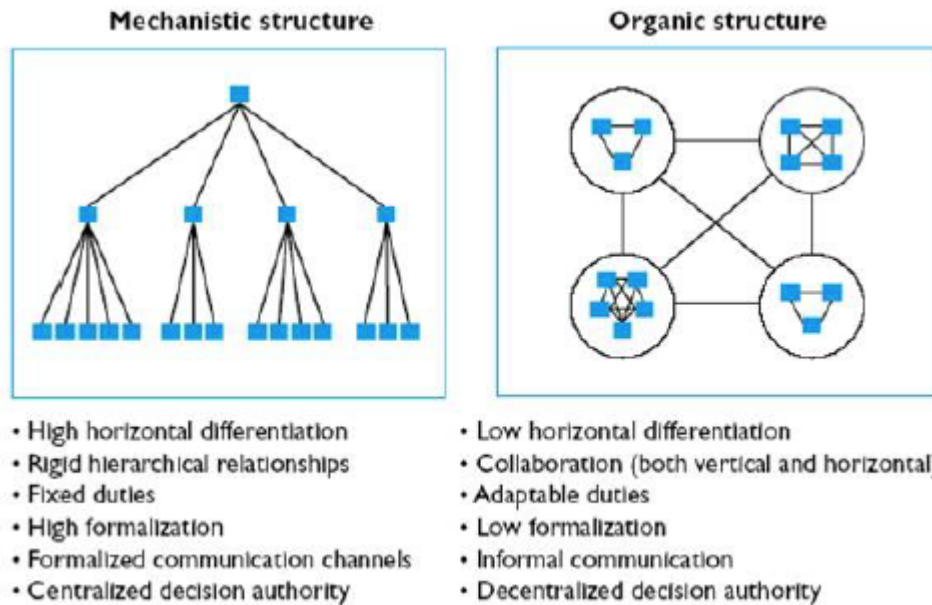 Mechanistic structure
Organic structure
• High horizontal differentiation
• Rigid hierarchical relationships
• Fixed duties
• High formalization
• Formalized communication channels
• Centralized decision authority
• Low horizontal differentiation
• Collaboration (both vertical and horizontal)
• Adaptable duties
• Low formalization
• Informal communication
• Decentralized decision authority